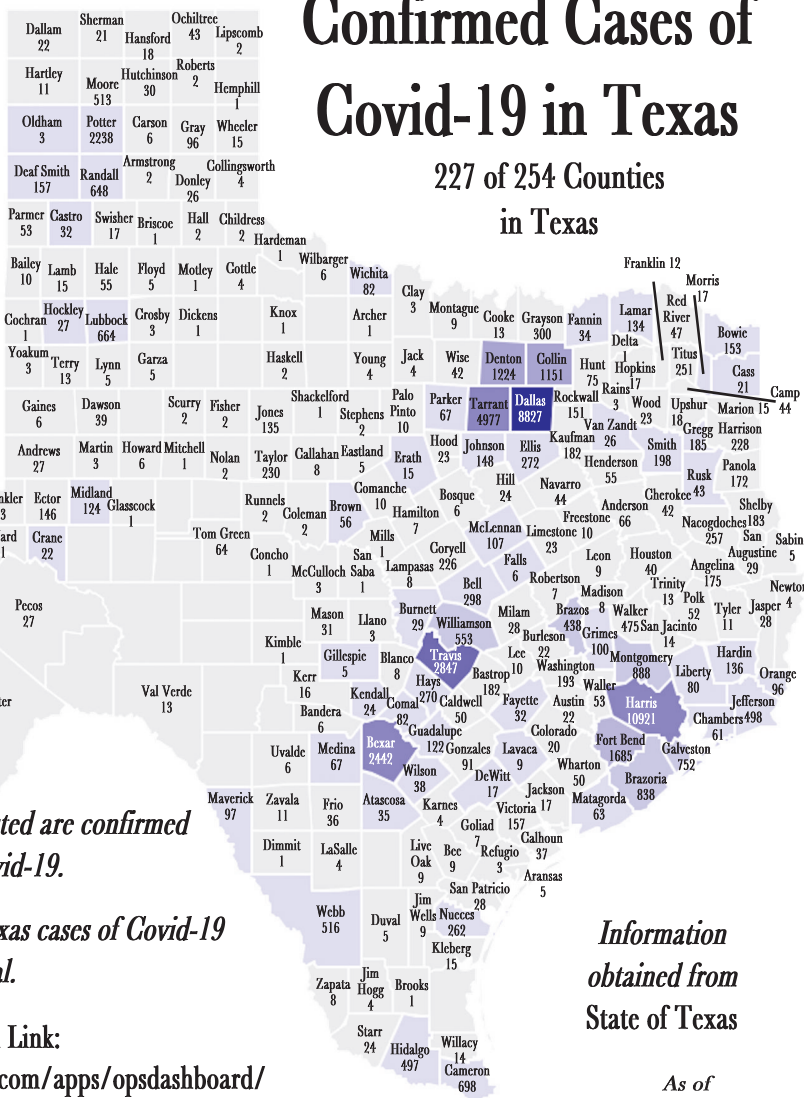 Confirmed Cases of
Covid-19 in Texas
227 of 254 Counties
in Texas
Dallam
22
Sherman
21
Hansford
18
Ochiltree
43
Lipscomb
2
Hartley
11
Moore
513
Hutchinson
30
Roberts
2
Hemphill
1
Oldham
3
Potter
2238
Carson
6
Gray
96
Wheeler
15
Deaf Smith
157
Randall
648
Armstrong
2
Donley
26
Collingsworth
4
Parmer
53
Castro
32
Swisher
17
Briscoe
1
Hall
2
Childress
2
Hardeman
1
Wilbarger
6
Wichita
82
Bailey
10
Lamb
15
Hale
55
Floyd
5
Motley
1
Cottle
4
Clay
3
Montague
9
Cooke
13
Grayson
300
Fannin
34
Lamar
134
Franklin 12
Red
River
47
Morris
17
Bowie
153
Cochran
1
Hockley
27
Lubbock
664
Crosby
3
Dickens
1
Knox
1
Archer
1
Delta
1
Titus
251
Cass
21
Yoakum
3
Terry
13
Lynn
5
Garza
5
Haskell
2
Young
4
Jack
4
Wise
42
Denton
1224
Collin
1151
Hunt
75
Hopkins
17
Camp
44
Marion 15
Gaines
6
Dawson
39
Scurry
2
Fisher
2
Jones
135
Shackelford
1
Stephens
2
Palo
Pinto
10
Parker
67
Tarrant
4977
Dallas
8827
Rockwall
151
Rains
3
Wood
23
Upshur
18
Van Zandt
26
Gregg
185
Harrison
228
Andrews
27
Martin
3
Howard
6
Mitchell
1
Nolan
2
Taylor
230
Callahan
8
Eastland
5
Erath
15
Hood
23
Johnson
148
Ellis
272
Kaufman
182
Henderson
55
Smith
198
Rusk
43
Panola
172
nkler
3
Ector
146
Midland
124
Glasscock
1
Runnels
2
Coleman
2
Brown
56
Comanche
10
Hamilton
7
Bosque
6
Hill
24
Navarro
44
Freestone
10
Anderson
66
Cherokee
42
Nacogdoches
257
Shelby
183
ard
1
Crane
22
Tom Green
64
Concho
1
McCulloch
3
San
Saba
1
Mills
1
Lampasas
8
Coryell
226
McLennan
107
Limestone
23
Falls
6
Leon
9
Houston
40
Angelina
175
San
Augustine
29
Sabin
5
Pecos
27
Mason
31
Llano
3
Burnett
29
Bell
298
Williamson
553
Milam
28
Robertson
7
Brazos
438
Madison
8
Walker
475
Trinity
13
Polk
52
San Jacinto
14
Tyler
11
Jasper
28
Newton
4
Kimble
1
Gillespie
5
Blanco
8
Travis
2847
Lee
10
Burleson
22
Grimes
100
Washington
193
Montgomery
888
Liberty
80
Hardin
136
Orange
96
ter
Val Verde
13
Kerr
16
Kendall
24
Comal
82
Hays
270
Bastrop
182
Caldwell
50
Fayette
32
Austin
22
Waller
53
Harris
10921
Chambers
61
Jefferson
498
Bandera
6
Guadalupe
122
Gonzales
91
Lavaca
9
Colorado
20
Fort Bend
1685
Galveston
752
Uvalde
6
Medina
67
Bexar
2442
Wilson
38
DeWitt
17
Wharton
50
Brazoria
838
Maverick
97
Zavala
11
Frio
36
Atascosa
35
Karnes
4
Victoria
157
Jackson
17
Matagorda
63
Goliad
7
Calhoun
37
Dimmit
1
LaSalle
4
Live
Oak
9
Bee
9
Refugio
3
Aransas
5
San Patricio
28
Webb
516
Duval
5
Jim
Wells
9
Nueces
262
Kleberg
15
Zapata
8
Jim
Hogg
4
Brooks
1
Starr
24
Hidalgo
497
Willacy
14
Cameron
698
ted are confirmed
vid-19.
xas cases of Covid-19
al.
Link:
com/apps/opsdashboard/
Information
obtained from
State of Texas
As of